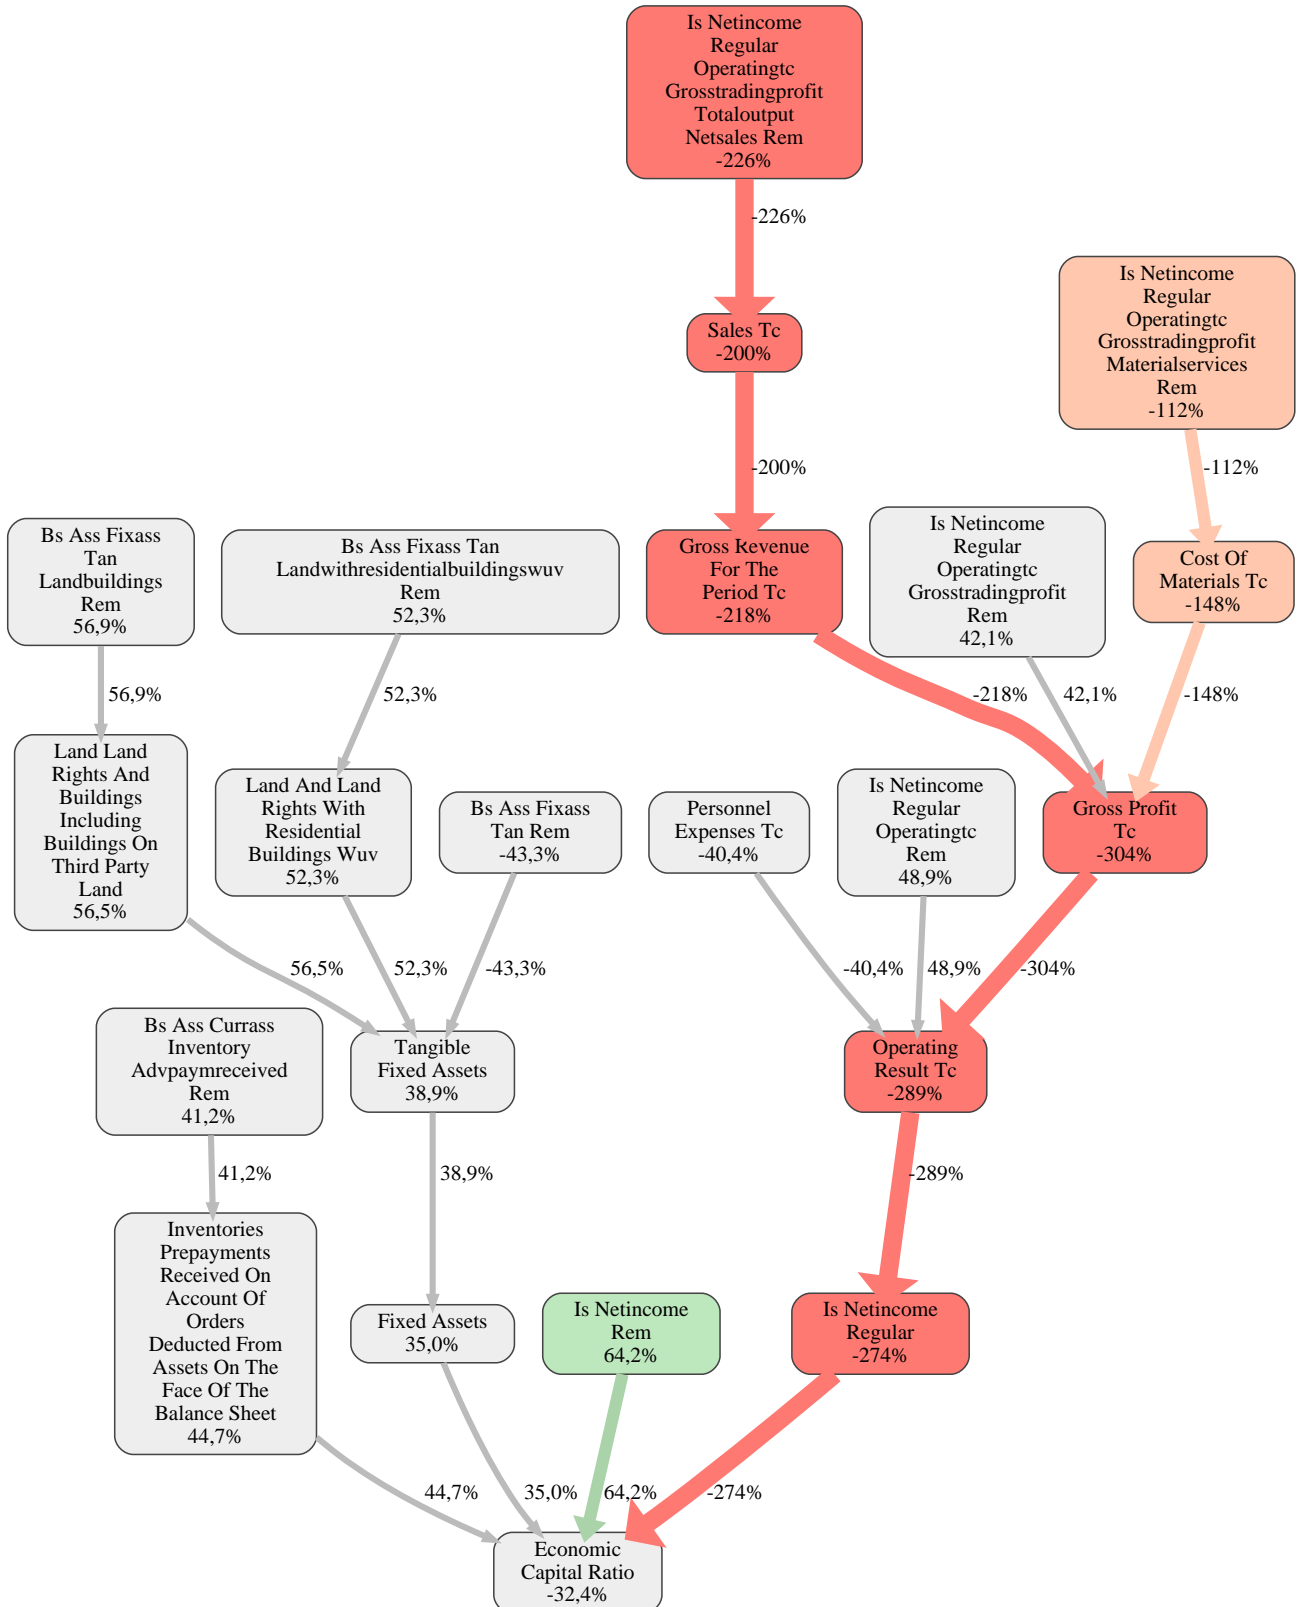 Is Netincome
Regular
Operatingtc
Grosstradingprofit
Totaloutput
Netsales Rem
-226%
-226%
Is Netincome
Regular
Operatingtc
Grosstradingprofit
Materialservices
Rem
-112%
Sales Tc
-200%
-200%
-112%
Bs Ass Fixass
Tan
Landbuildings
Rem
56,9%
Bs Ass Fixass Tan
Landwithresidentialbuildingswuv
Rem
52,3%
Gross Revenue
For The
Period Tc
-218%
Is Netincome
Regular
Operatingtc
Grosstradingprofit
Rem
42,1%
Cost Of
Materials Tc
-148%
56,9%
52,3%
-218%
42,1%
-148%
Land Land
Rights And
Buildings
Including
Buildings On
Third Party
Land
56,5%
Land And Land
Rights With
Residential
Buildings Wuv
52,3%
Bs Ass Fixass
Tan Rem
-43,3%
Personnel
Expenses Tc
-40,4%
Is Netincome
Regular
Operatingtc
Rem
48,9%
Gross Profit
Tc
-304%
56,5%
52,3%
-43,3%
-40,4%
48,9%
-304%
Bs Ass Currass
Inventory
Advpaymreceived
Rem
41,2%
Tangible
Fixed Assets
38,9%
Operating
Result Tc
-289%
41,2%
38,9%
-289%
Inventories
Prepayments
Received On
Account Of
Orders
Deducted From
Assets On The
Face Of The
Balance Sheet
44,7%
Fixed Assets
35,0%
Is Netincome
Rem
64,2%
Is Netincome
Regular
-274%
44,7%
35,0%
64,2%
-274%
Economic
Capital Ratio
-32,4%